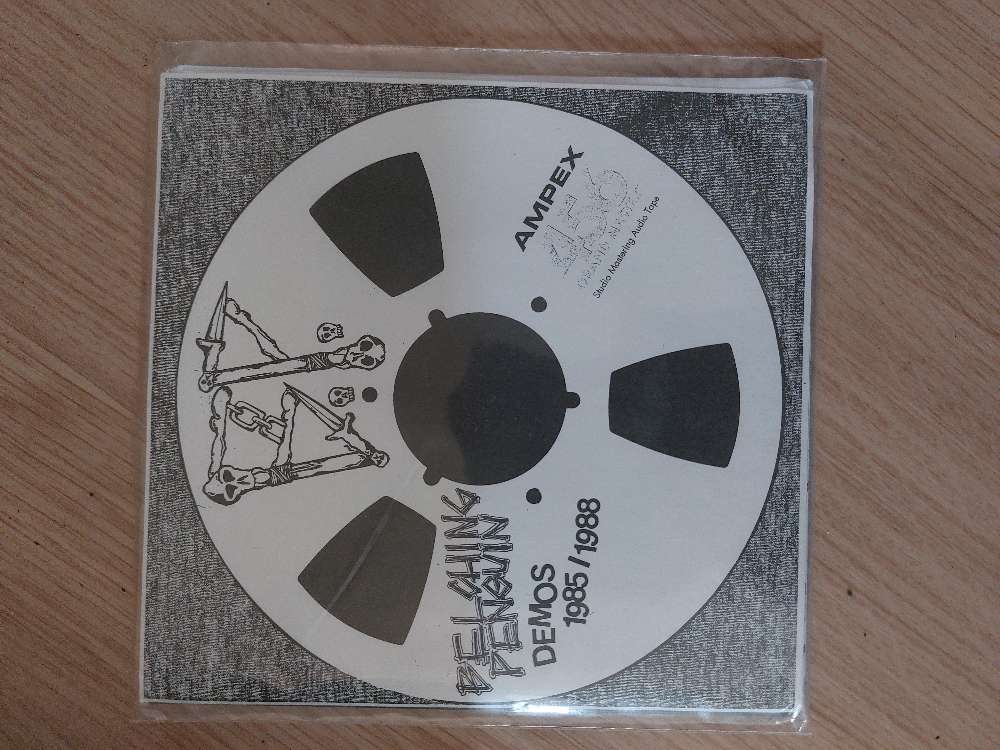 B.P.
BELCHING
PENGUIN
DEMOS
1985/1988
AMPEX
456
GRAND MASTER
Studio Mastering Audio Tape